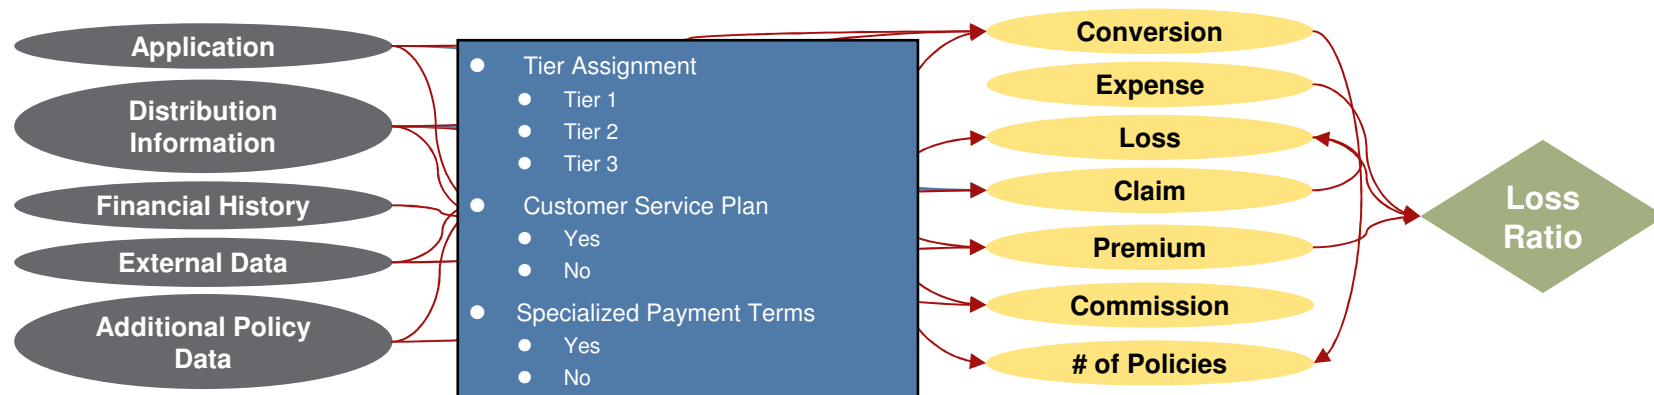 Application
Distribution
Information
Financial History
External Data
Additional Policy
Data
Tier Assignment
Tier 1
Tier 2
Tier 3
Customer Service Plan
Yes
No
Specialized Payment Terms
Yes
No
Conversion
Expense
Loss
Claim
Premium
Commission
# of Policies
Loss
Ratio